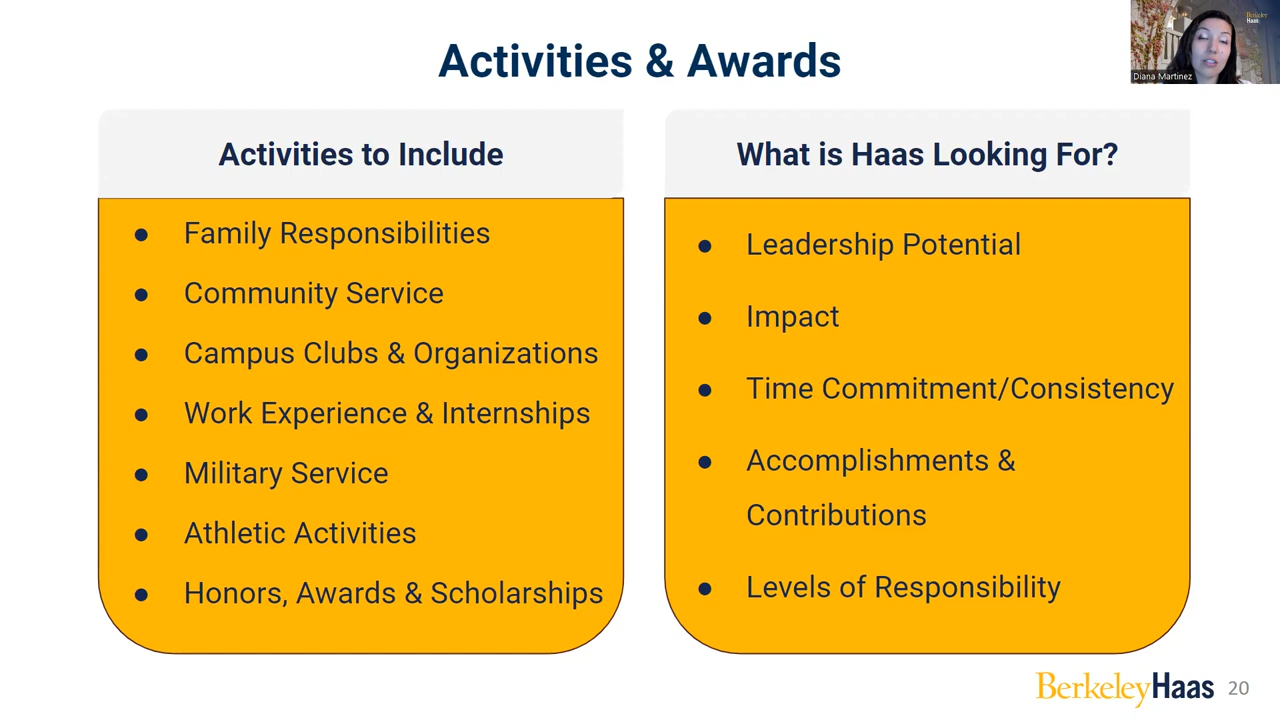 Activities & Awards
Berkeley
Haas
Diana Martinez
Activities to Include
● Family Responsibilities
● Community Service
● Campus Clubs & Organizations
● Work Experience & Internships
● Military Service
● Athletic Activities
● Honors, Awards & Scholarships
What is Haas Looking For?
● Leadership Potential
● Impact
● Time Commitment/Consistency
● Accomplishments &
Contributions
● Levels of Responsibility
BerkeleyHaas 20